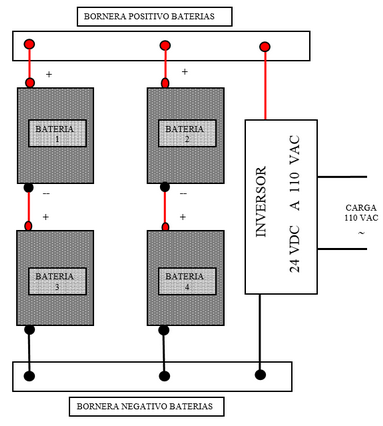 BORNERA POSITIVO BATERIAS
+
+
BATERIA
1
BATERIA
2
--
--
+
+
BATERIA
3
BATERIA
4
INVERSOR
24 VDC A 110 VAC
CARGA
110 VAC
~
BORNERA NEGATIVO BATERIAS